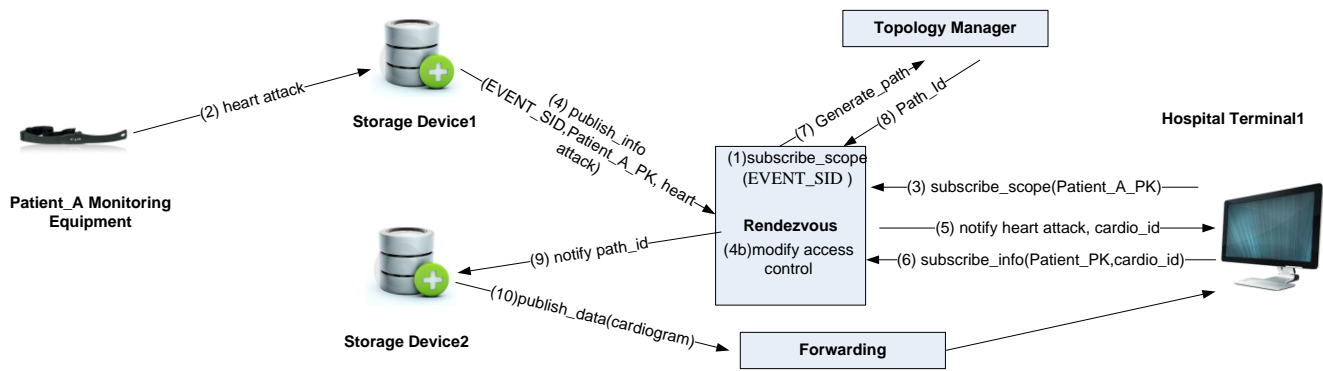 Topology Manager
(2) heart attack
Storage Device1
(4) publish_info
(EVENT_SID,Patient_A_PK, heart
attack)
(7) Generate_path
(8) Path_Id
Hospital Terminal1
Patient_A Monitoring
Equipment
(1)subscribe_scope
(EVENT_SID )
Rendezvous
(4b)modify access
control
(3) subscribe_scope(Patient_A_PK)
(5) notify heart attack, cardio_id
(6) subscribe_info(Patient_PK,cardio_id)
(9) notify path_id
Storage Device2
(10)publish_data(cardiogram)
Forwarding